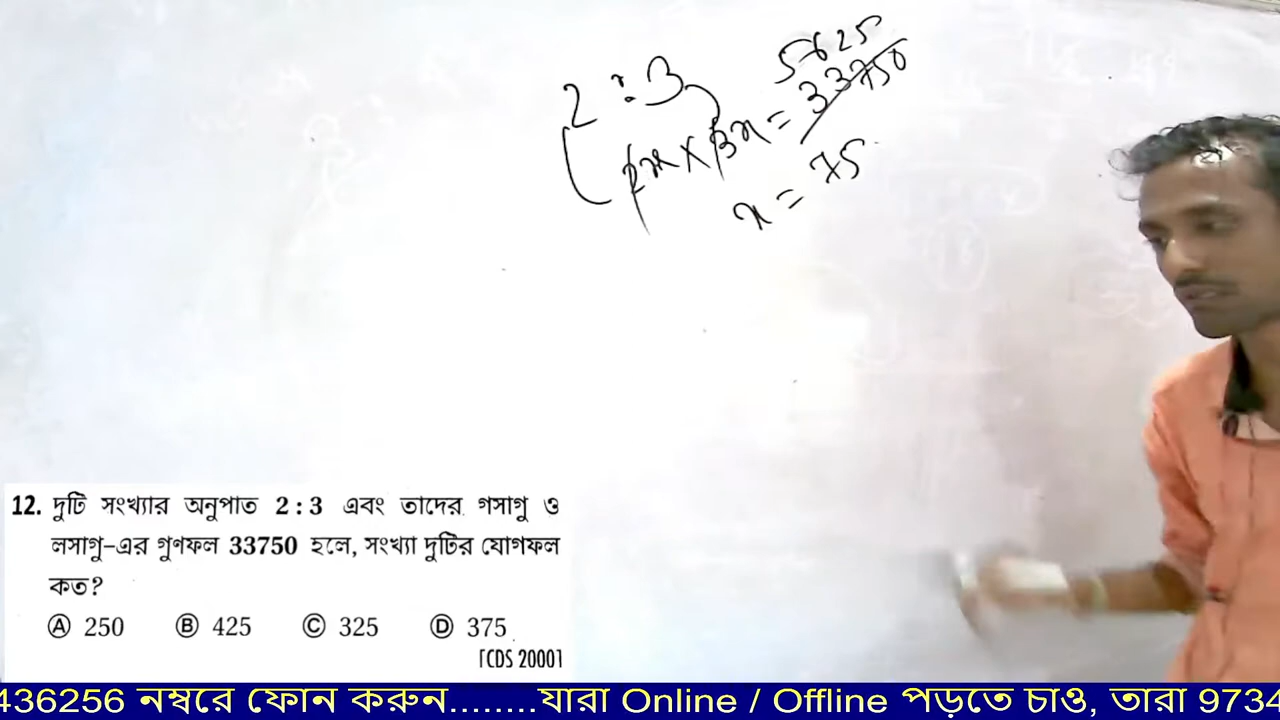 2 : 3
5625
2x × 3x = 33750
x = 75
12. দুটি সংখ্যার অনুপাত 2 : 3 এবং তাদের গসাগু ও
লসাগু-এর গুণফল 33750 হলে, সংখ্যা দুটির যোগফল
কত?
Ⓐ 250 Ⓑ 425 Ⓒ 325 Ⓓ 375
[CDS 2000]
436256 নম্বরে ফোন করুন........যারা Online / Offline পড়তে চাও, তারা 9734